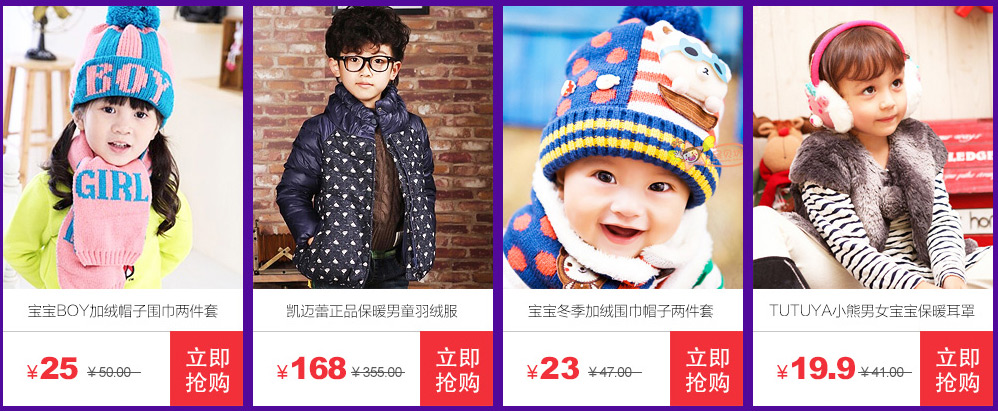 BOY
GIRL
LEDGE
hom
宝宝BOY加绒帽子围巾两件套
凯迈蕾正品保暖男童羽绒服
宝宝冬季加绒围巾帽子两件套
TUTUYA小熊男女宝宝保暖耳罩
¥25 ¥50.00
立即
抢购
¥168 ¥355.00
立即
抢购
¥23 ¥47.00
立即
抢购
¥19.9 ¥41.00
立即
抢购